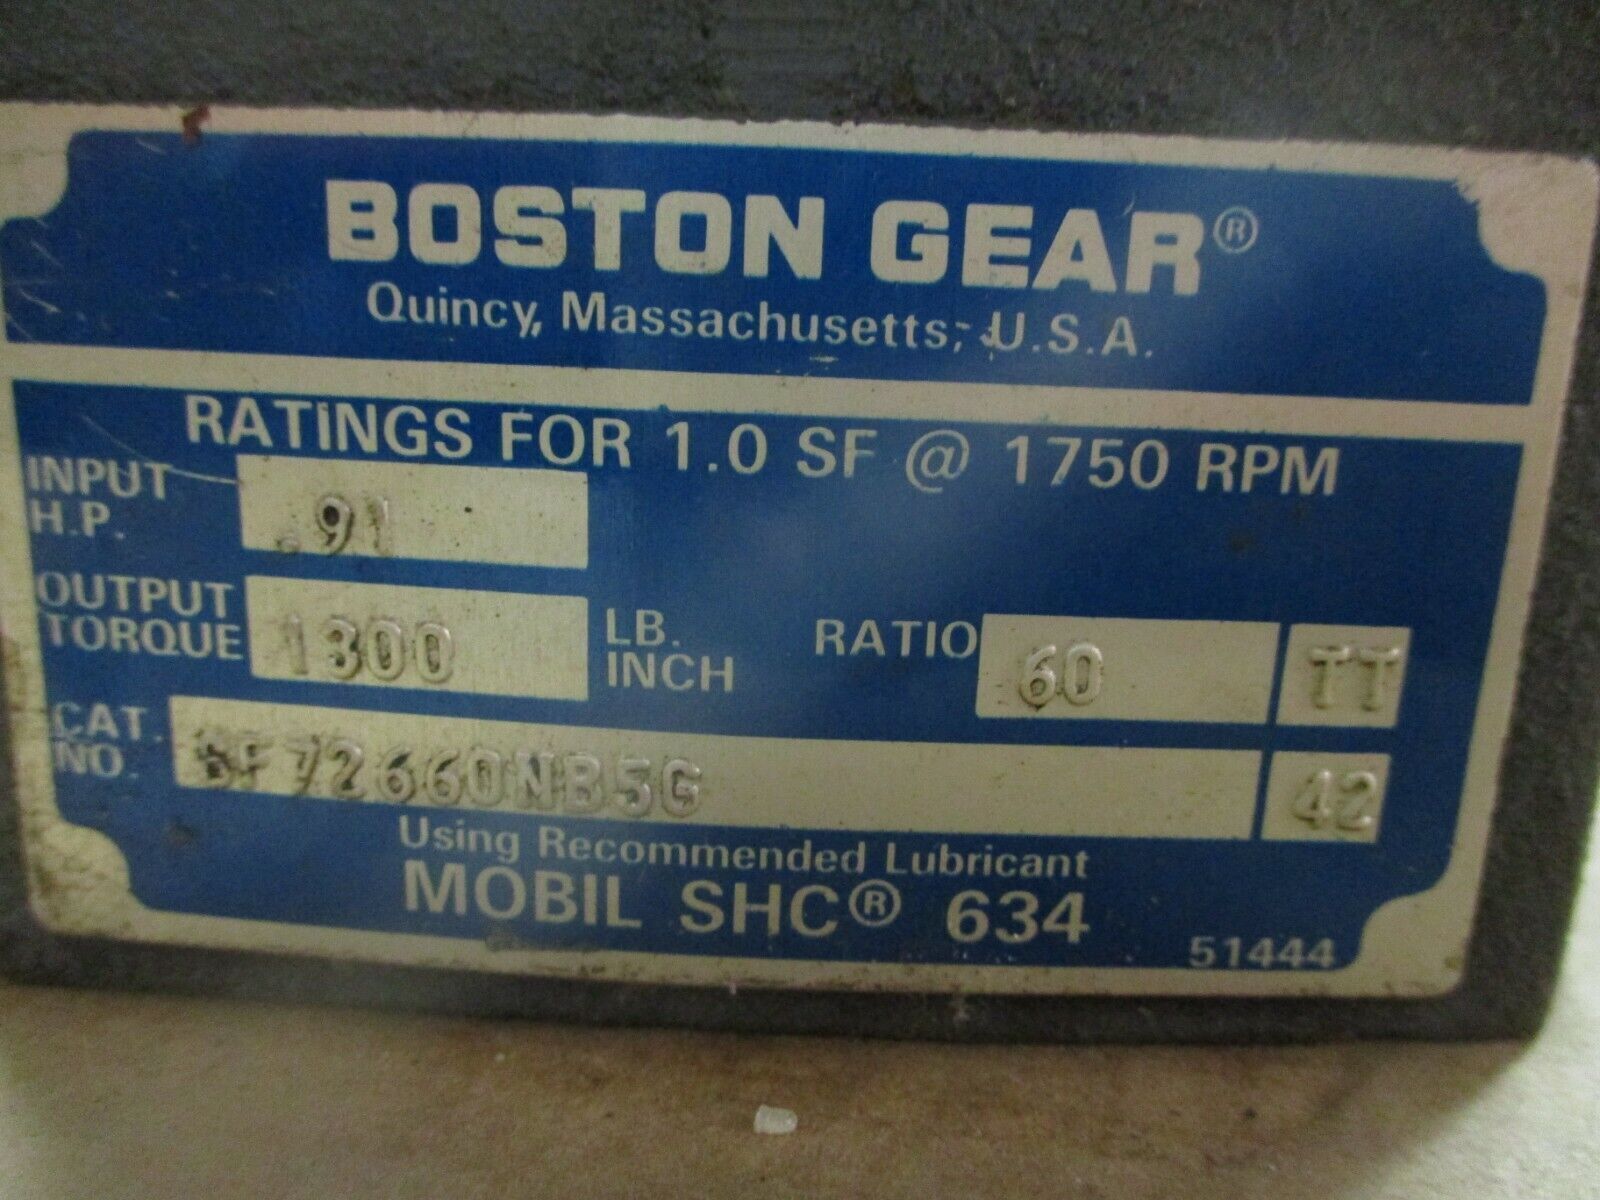 BOSTON GEAR®
Quincy, Massachusetts, U.S.A.
RATINGS FOR 1.0 SF @ 1750 RPM
INPUT H.P. .91
OUTPUT TORQUE 1300 LB. INCH RATIO 60 TT
CAT. NO. SF72660NB5G 42
Using Recommended Lubricant
MOBIL SHC® 634
51444